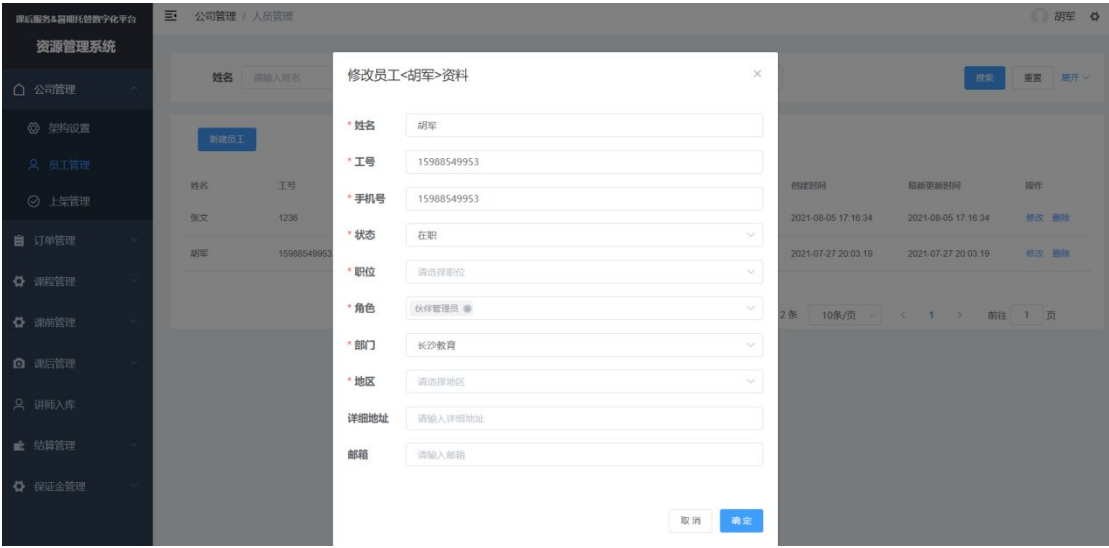 课后服务&暑期托管数字化平台
资源管理系统
公司管理 / 人员管理
胡军
公司管理
架构设置
员工管理
上架管理
订单管理
课程管理
课前管理
课后管理
讲师入库
结算管理
保证金管理
姓名 请输入姓名
搜索 重置 展开
新建员工
姓名 工号 创建时间 最新更新时间 操作
张文 1236 2021-08-05 17:16:34 2021-08-05 17:16:34 修改 删除
胡军 15988549953 2021-07-27 20:03:19 2021-07-27 20:03:19 修改 删除
2 条 10条/页 < 1 > 前往 1 页
修改员工<胡军>资料 ×
* 姓名 胡军
* 工号 15988549953
* 手机号 15988549953
* 状态 在职
* 职位 请选择职位
* 角色 伙伴管理员
* 部门 长沙教育
* 地区 请选择地区
详细地址 请输入详细地址
邮箱 请输入邮箱
取消 确定